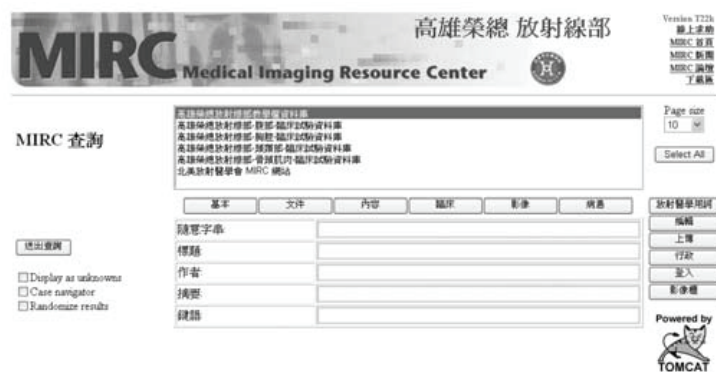 MIRC
Medical Imaging Resource Center
高雄榮總 放射線部
Version T22h
線上求助
MIRC 首頁
MIRC 新聞
MIRC 論壇
下載區
MIRC 查詢
高雄榮總放射線部教學檔資料庫
高雄榮總放射線部-腹部-臨床試驗資料庫
高雄榮總放射線部-胸腔-臨床試驗資料庫
高雄榮總放射線部-頭頸部-臨床試驗資料庫
高雄榮總放射線部-骨頭肌肉-臨床試驗資料庫
北美放射醫學會 MIRC 網站
Page size
10
Select All
基本 文件 內容 臨床 影像 病患
放射醫學用詞
編輯
上傳
行政
登入
影像櫃
隨意字串:
標題:
作者:
摘要:
鍵語:
送出查詢
Display as unknowns
Case navigator
Randomize results
Powered by
TOMCAT